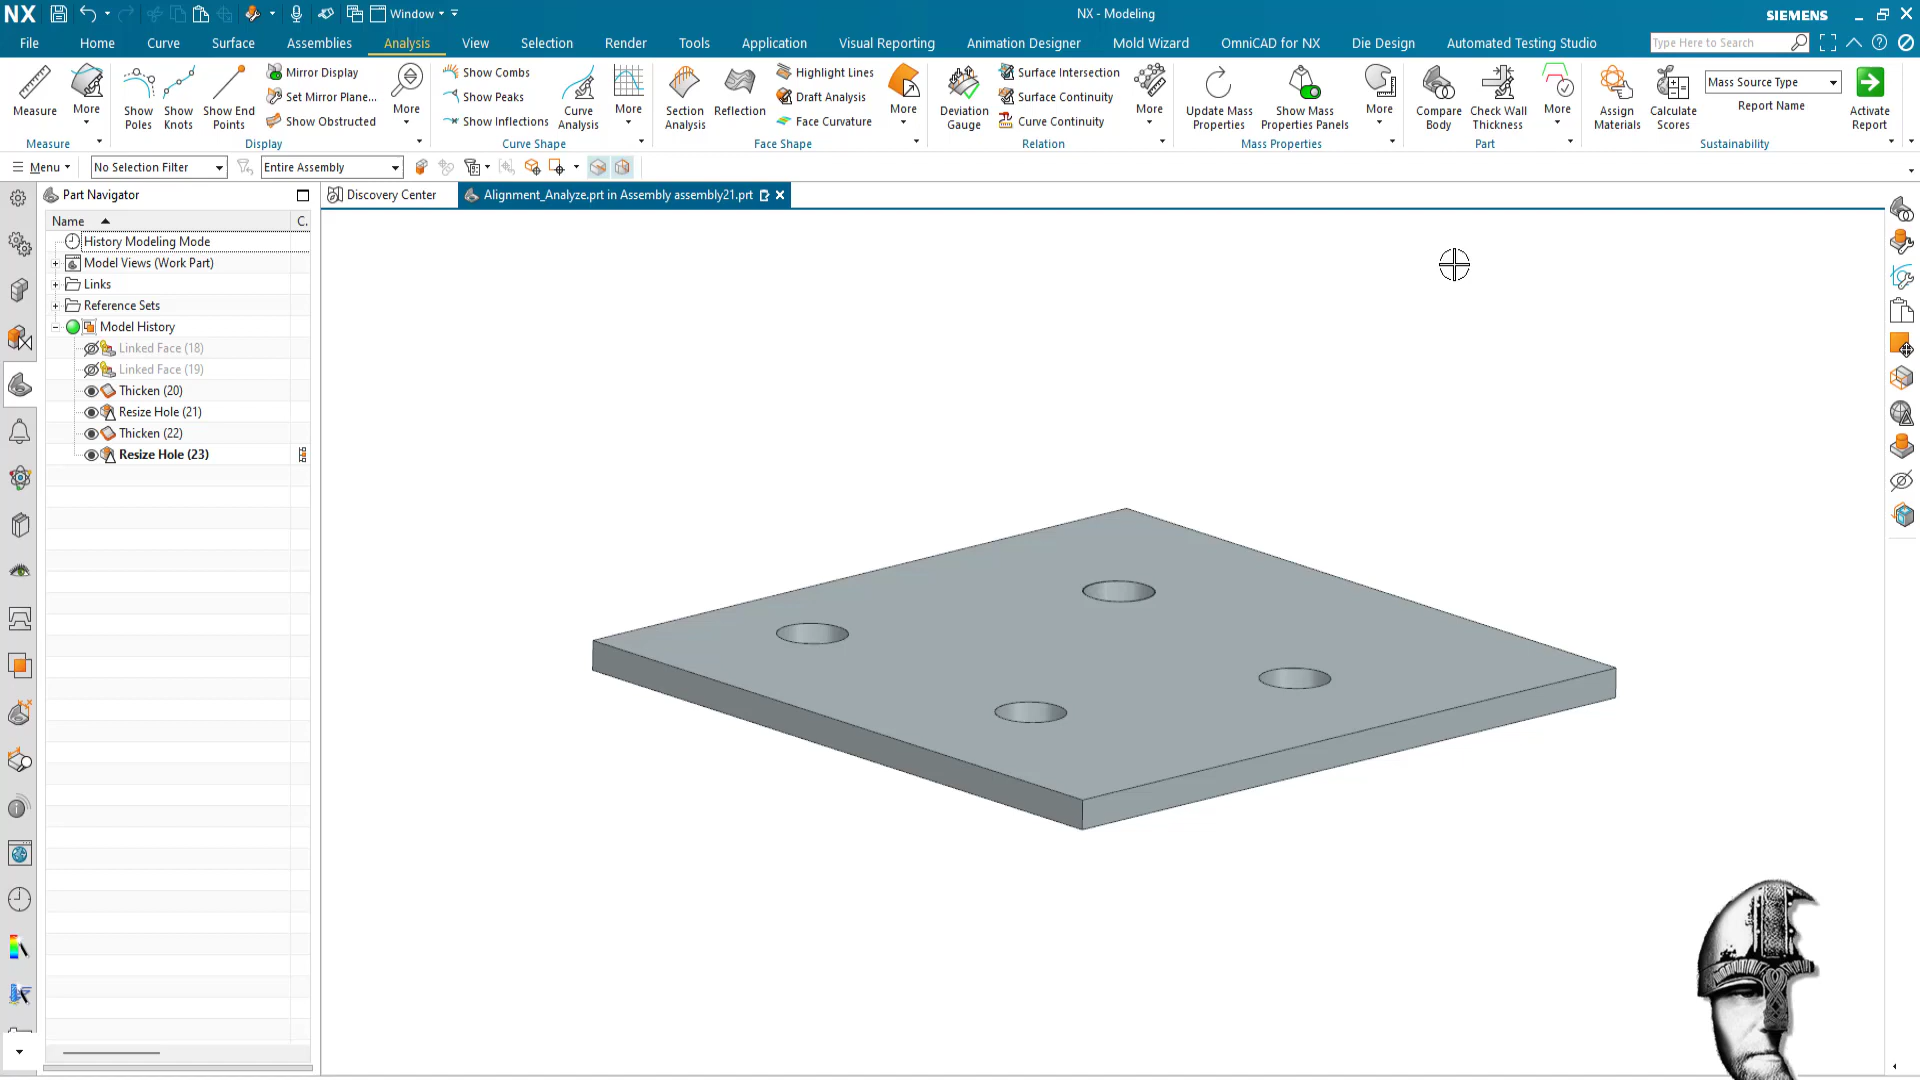 NX
Window
NX - Modeling
SIEMENS
File
Home
Curve
Surface
Assemblies
Analysis
View
Selection
Render
Tools
Application
Visual Reporting
Animation Designer
Mold Wizard
OmniCAD for NX
Die Design
Automated Testing Studio
Type Here to Search
Measure
More
Measure
Show Poles
Show Knots
Show End Points
Mirror Display
Set Mirror Plane...
Show Obstructed
More
Display
Show Combs
Show Peaks
Show Inflections
Curve Analysis
More
Curve Shape
Section Analysis
Reflection
Highlight Lines
Draft Analysis
Face Curvature
More
Face Shape
Deviation Gauge
Surface Intersection
Surface Continuity
Curve Continuity
More
Relation
Update Mass Properties
Show Mass Properties Panels
More
Mass Properties
Compare Body
Check Wall Thickness
More
Part
Assign Materials
Calculate Scores
Mass Source Type
Report Name
Activate Report
Sustainability
Menu
No Selection Filter
Entire Assembly
Part Navigator
Discovery Center
Alignment_Analyze.prt in Assembly assembly21.prt
Name
C.
History Modeling Mode
Model Views (Work Part)
Links
Reference Sets
Model History
Linked Face (18)
Linked Face (19)
Thicken (20)
Resize Hole (21)
Thicken (22)
Resize Hole (23)